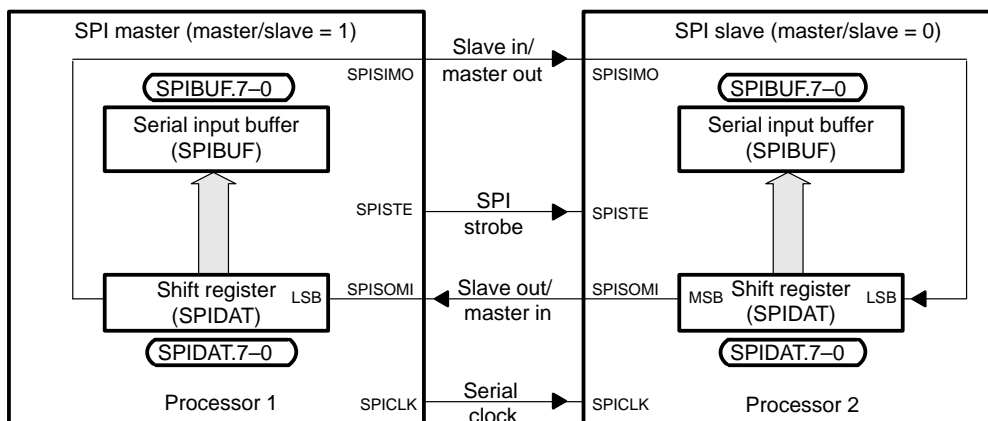 SPI master (master/slave = 1)
SPIBUF.7–0
Serial input buffer
(SPIBUF)
Shift register
(SPIDAT)
LSB
SPIDAT.7–0
Processor 1
SPISIMO
SPISTE
SPISOMI
SPICLK
Slave in/
master out
SPI
strobe
Slave out/
master in
Serial
clock
SPI slave (master/slave = 0)
SPISIMO
SPISTE
SPISOMI
SPICLK
SPIBUF.7–0
Serial input buffer
(SPIBUF)
MSB
Shift register
(SPIDAT)
LSB
SPIDAT.7–0
Processor 2